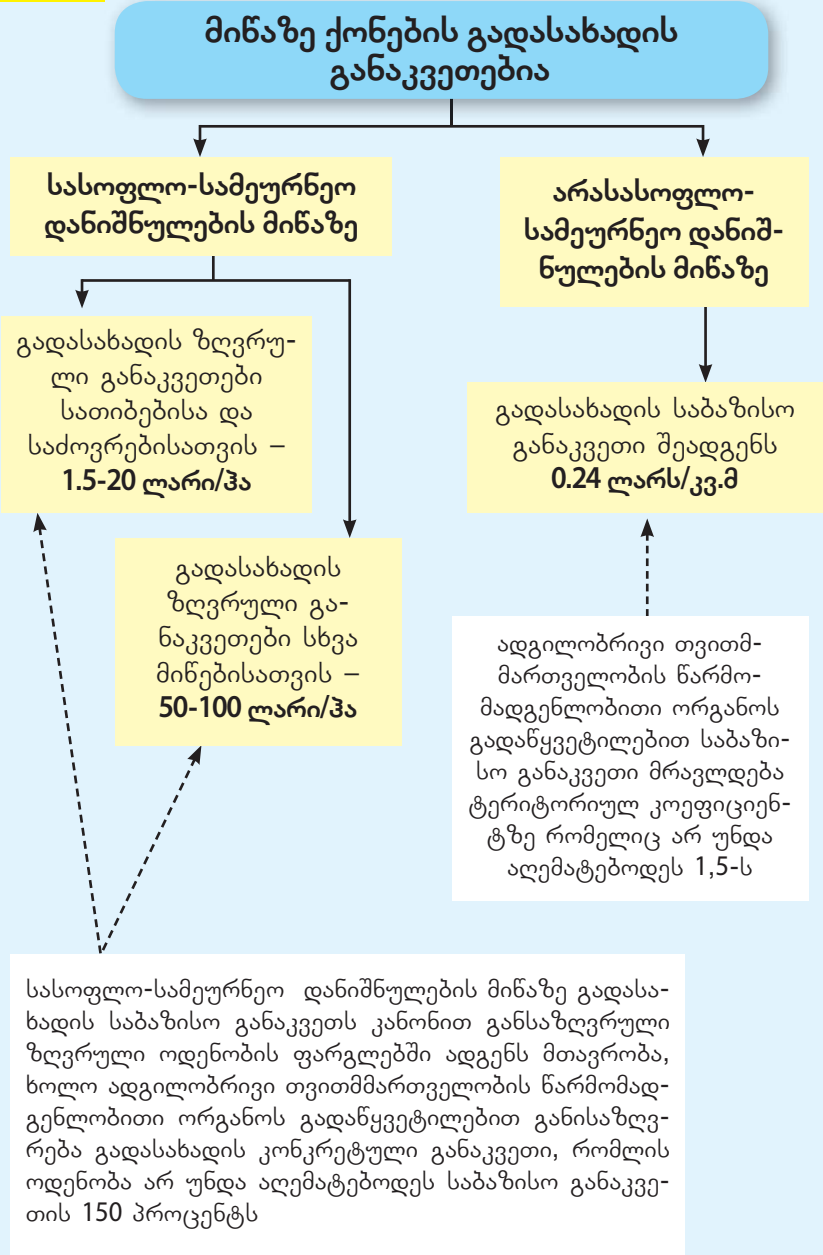 მიწაზე ქონების გადასახადის
განაკვეთებია
სასოფლო-სამეურნეო
დანიშნულების მიწაზე
არასასოფლო-
სამეურნეო დანიშ-
ნულების მიწაზე
გადასახადის ზღვრუ-
ლი განაკვეთები
სათიბებისა და
საძოვრებისათვის –
1.5-20 ლარი/ჰა
გადასახადის საბაზისო
განაკვეთი შეადგენს
0.24 ლარს/კვ.მ
გადასახადის
ზღვრული გა-
ნაკვეთები სხვა
მიწებისათვის –
50-100 ლარი/ჰა
ადგილობრივი თვითმ-
მართველობის წარმო-
მადგენლობითი ორგანოს
გადაწყვეტილებით საბაზი-
სო განაკვეთი მრავლდება
ტერიტორიულ კოეფიციენ-
ტზე რომელიც არ უნდა
აღემატებოდეს 1,5-ს
სასოფლო-სამეურნეო დანიშნულების მიწაზე გადასა-
ხადის საბაზისო განაკვეთს კანონით განსაზღვრული
ზღვრული ოდენობის ფარგლებში ადგენს მთავრობა,
ხოლო ადგილობრივი თვითმმართველობის წარმომად-
გენლობითი ორგანოს გადაწყვეტილებით განისაზღვ-
რება გადასახადის კონკრეტული განაკვეთი, რომლის
ოდენობა არ უნდა აღემატებოდეს საბაზისო განაკვე-
თის 150 პროცენტს